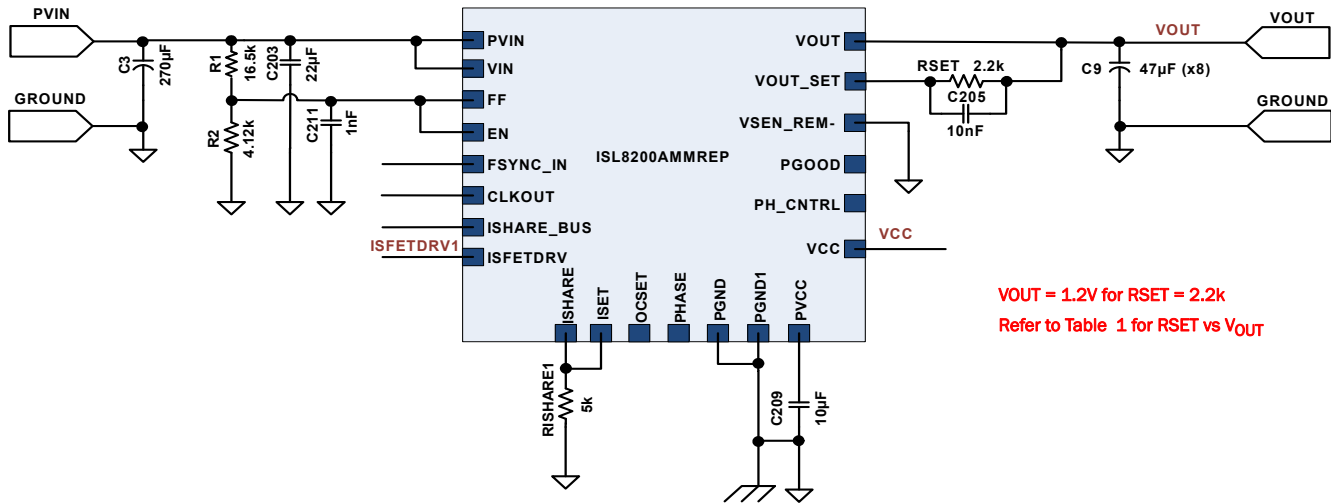 PVIN
GROUND
C3
270µF
R1
16.5k
C203
22µF
R2
4.12k
C211
1nF
ISFETDRV1
PVIN
VIN
FF
EN
FSYNC_IN
CLKOUT
ISHARE_BUS
ISFETDRV
ISL8200AMMREP
VOUT
VOUT_SET
VSEN_REM-
PGOOD
PH_CNTRL
VCC
ISHARE
ISET
OCSET
PHASE
PGND
PGND1
PVCC
RISHARE1
5k
C209
10µF
RSET 2.2k
C205
10nF
VCC
VOUT
C9 47µF (x8)
VOUT
GROUND
VOUT = 1.2V for RSET = 2.2k
Refer to Table 1 for RSET vs VOUT